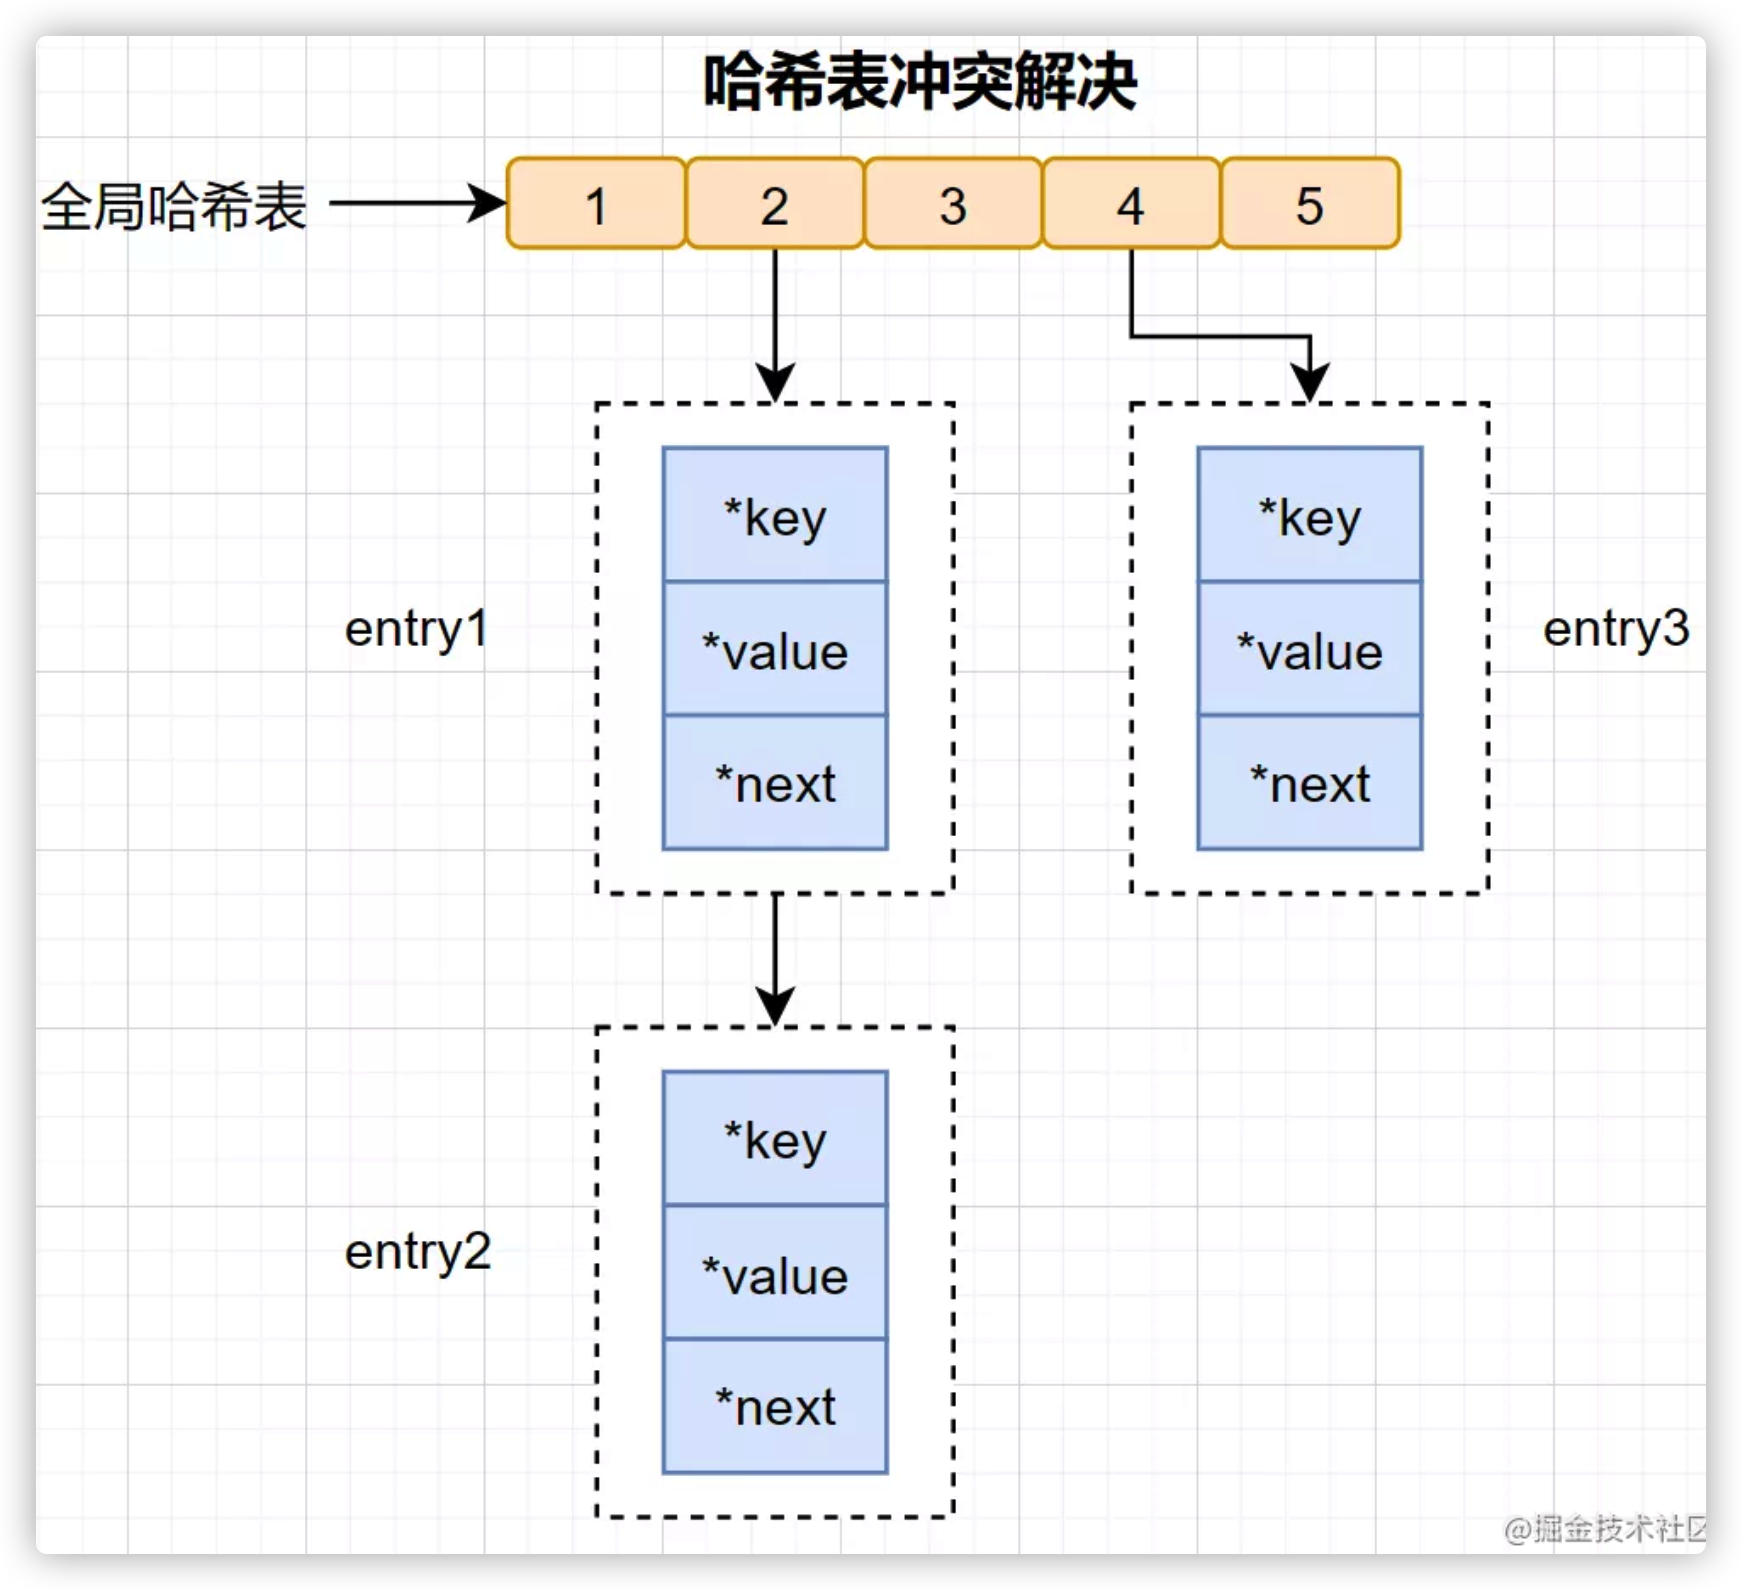 哈希表冲突解决
全局哈希表
1 2 3 4 5
*key
*value
*next
entry1
*key
*value
*next
entry3
*key
*value
*next
entry2
@掘金技术社区